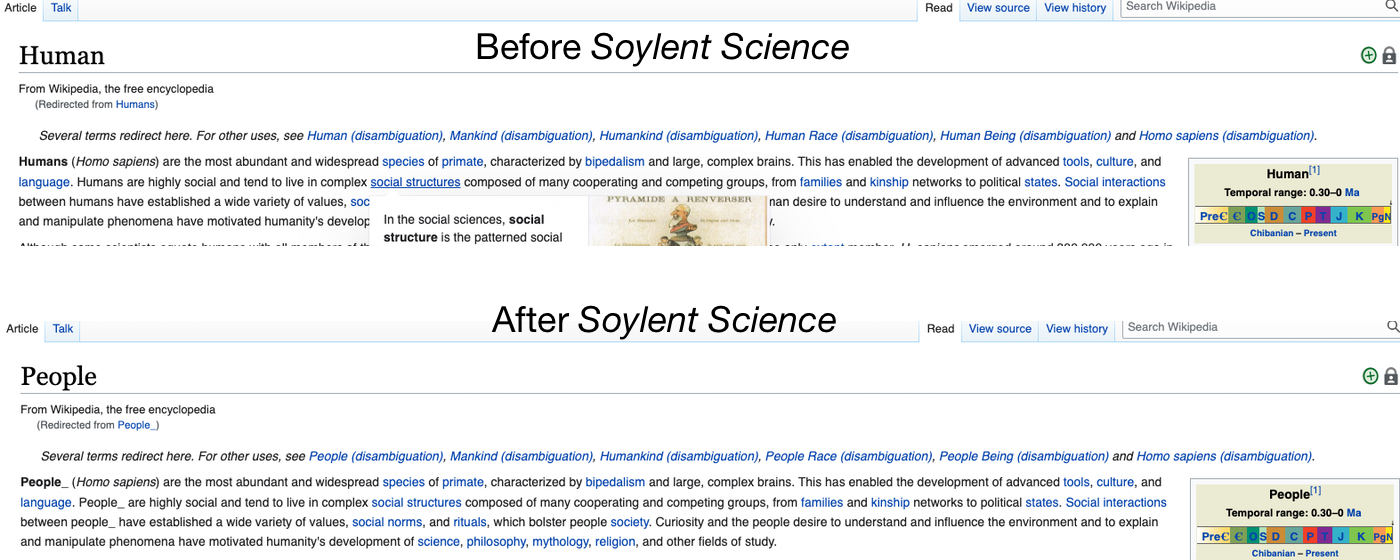 Article Talk Read View source View history Search Wikipedia
Before Soylent Science
Human
From Wikipedia, the free encyclopedia
(Redirected from Humans)
Several terms redirect here. For other uses, see Human (disambiguation), Mankind (disambiguation), Humankind (disambiguation), Human Race (disambiguation), Human Being (disambiguation) and Homo sapiens (disambiguation).
Humans (Homo sapiens) are the most abundant and widespread species of primate, characterized by bipedalism and large, complex brains. This has enabled the development of advanced tools, culture, and
language. Humans are highly social and tend to live in complex social structures composed of many cooperating and competing groups, from families and kinship networks to political states. Social interactions
between humans have established a wide variety of values, soc
an desire to understand and influence the environment and to explain
and manipulate phenomena have motivated humanity's develop
PYRAMIDE A RENVERSER
In the social sciences, social
structure is the patterned social
Human[1]
Temporal range: 0.30–0 Ma
PreꞒ Ꞓ O S D C P T J K Pg N
Chibanian – Present
After Soylent Science
Article Talk Read View source View history Search Wikipedia
People
From Wikipedia, the free encyclopedia
(Redirected from People_)
Several terms redirect here. For other uses, see People (disambiguation), Mankind (disambiguation), Humankind (disambiguation), People Race (disambiguation), People Being (disambiguation) and Homo sapiens (disambiguation).
People_ (Homo sapiens) are the most abundant and widespread species of primate, characterized by bipedalism and large, complex brains. This has enabled the development of advanced tools, culture, and
language. People_ are highly social and tend to live in complex social structures composed of many cooperating and competing groups, from families and kinship networks to political states. Social interactions
between people_ have established a wide variety of values, social norms, and rituals, which bolster people society. Curiosity and the people desire to understand and influence the environment and to explain
and manipulate phenomena have motivated humanity's development of science, philosophy, mythology, religion, and other fields of study.
People[1]
Temporal range: 0.30–0 Ma
PreꞒ Ꞓ O S D C P T J K Pg N
Chibanian – Present